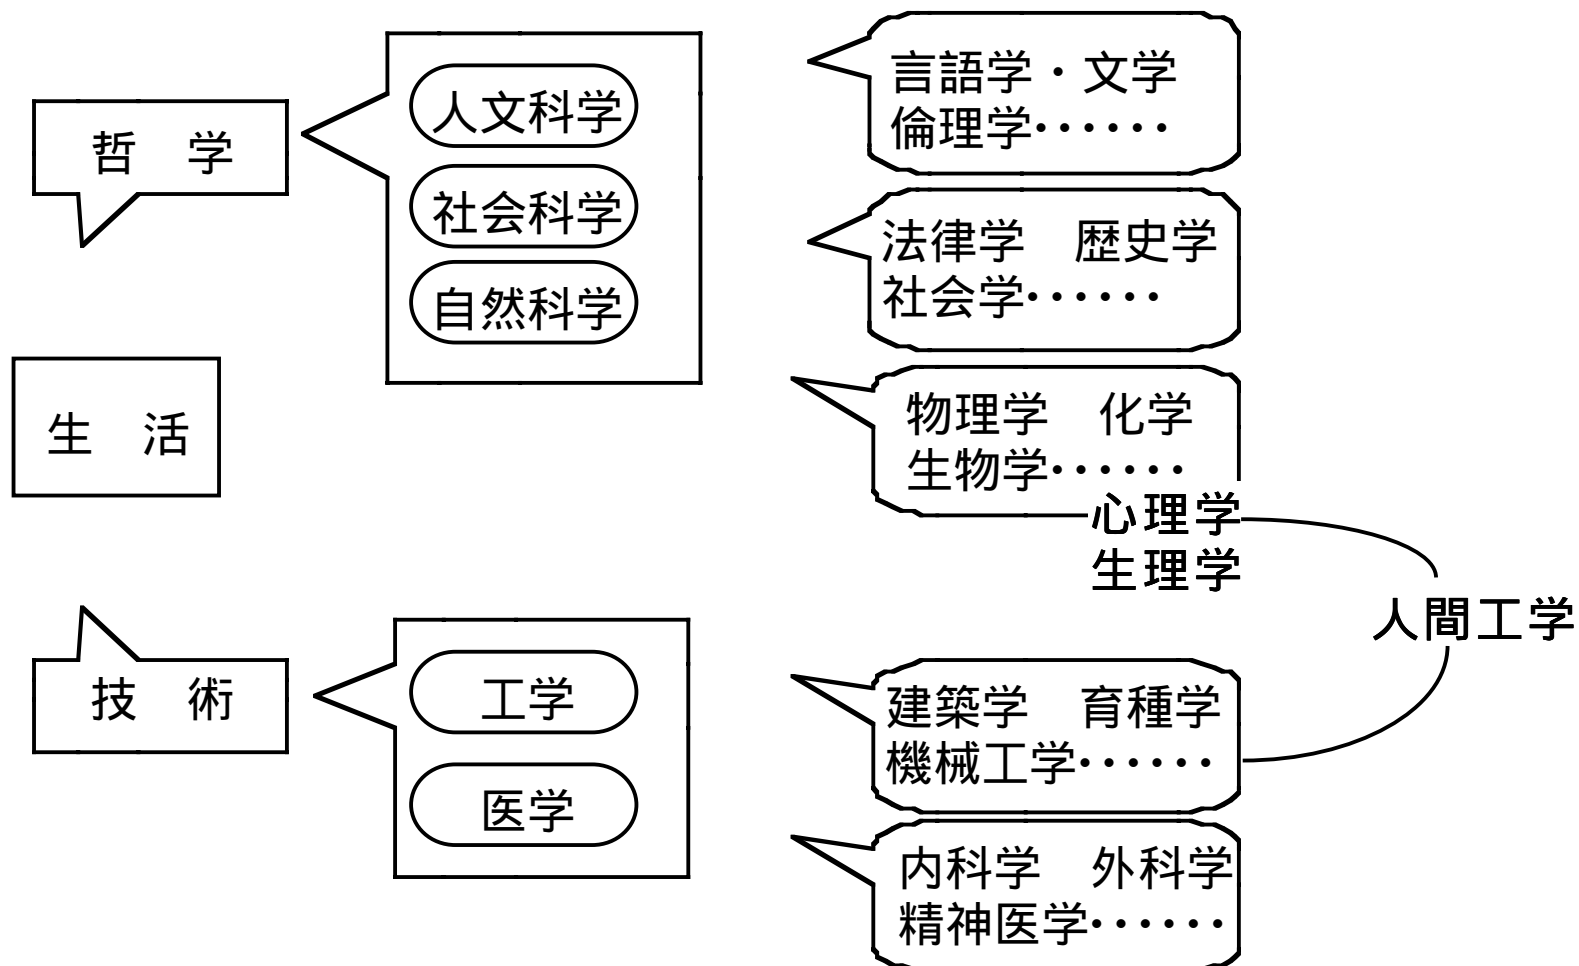 哲　学
人文科学
社会科学
自然科学
言語学・文学
倫理学・・・・・・
法律学　歴史学
社会学・・・・・・
物理学　化学
生物学・・・・・・
心理学
生理学
生　活
人間工学
技　術
工学
医学
建築学　育種学
機械工学・・・・・・
内科学　外科学
精神医学・・・・・・